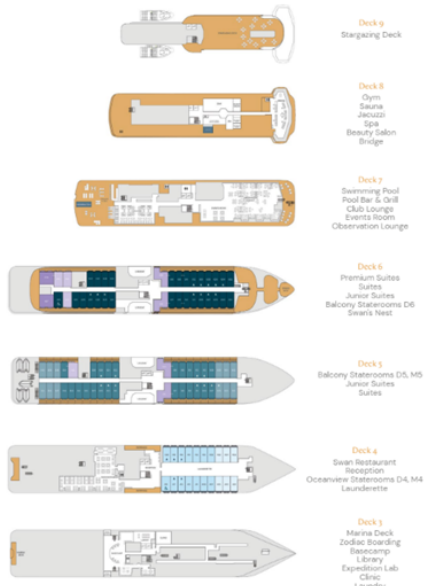 Deck 9
Stargazing Deck
Deck 8
Gym
Sauna
Jacuzzi
Spa
Beauty Salon
Bridge
Deck 7
Swimming Pool
Pool Bar & Grill
Club Lounge
Events Room
Observation Lounge
Deck 6
Premium Suites
Suites
Junior Suites
Balcony Staterooms D6
Swan's Nest
Deck 5
Balcony Staterooms D5, M5
Junior Suites
Suites
Deck 4
Swan Restaurant
Reception
Oceanview Staterooms D4, M4
Launderette
Deck 3
Marina Deck
Zodiac Boarding
Basecamp
Library
Expedition Lab
Clinic
Laundry